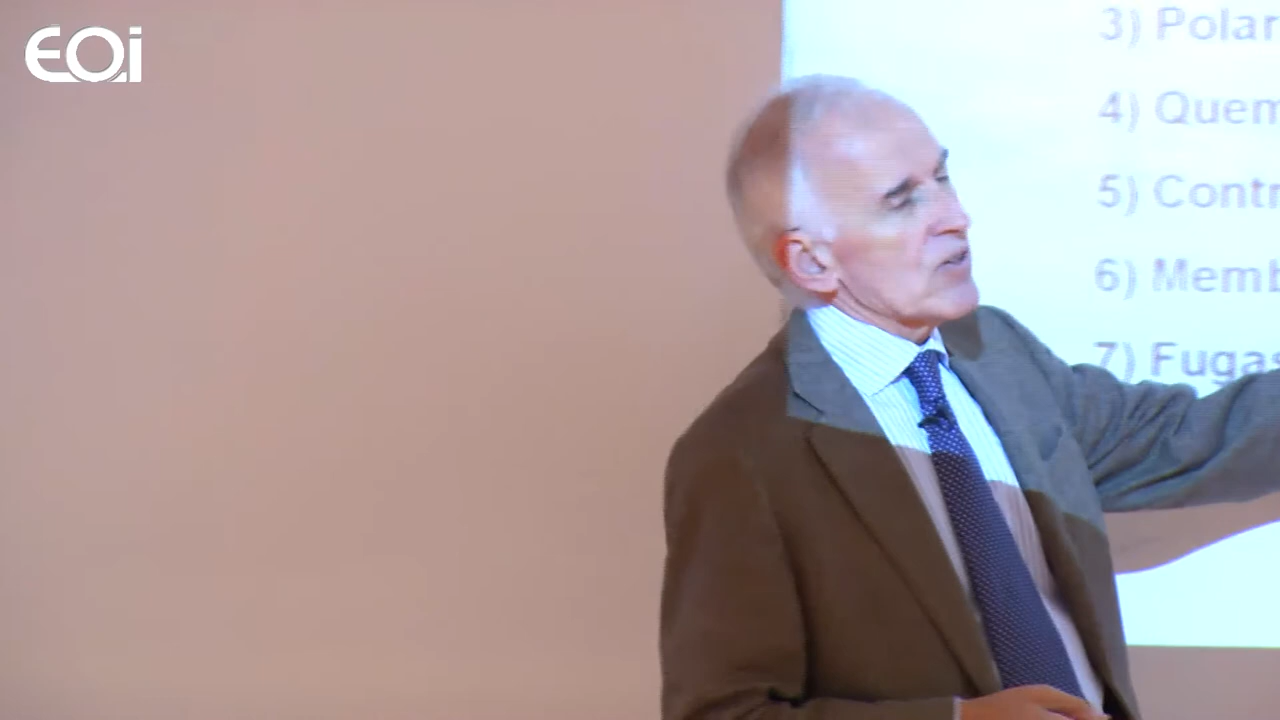 EOi
3) Polar
4) Quem
5) Contr
6) Memb
7) Fugas